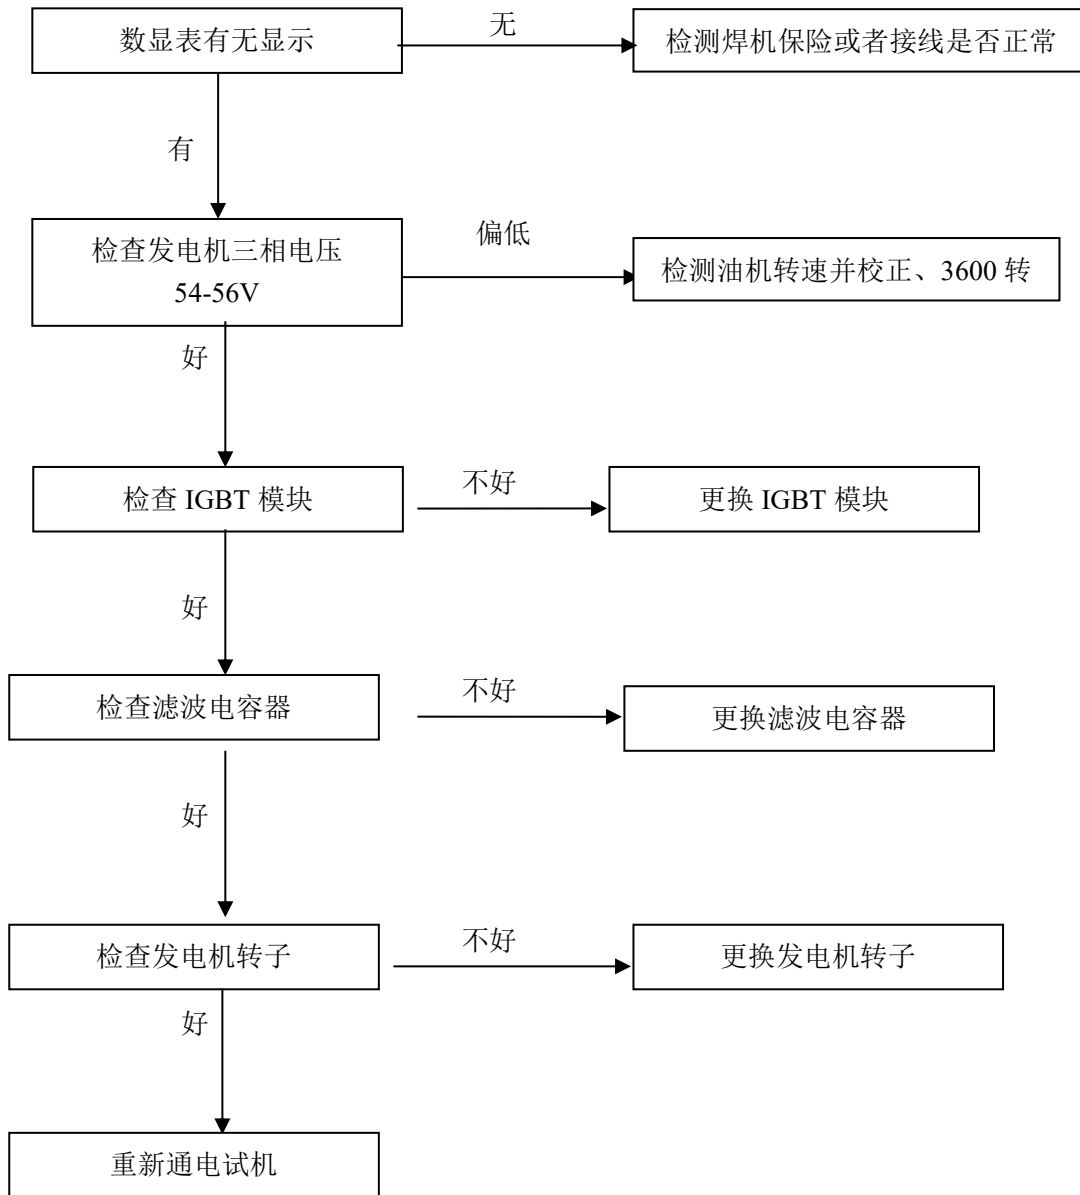 数显表有无显示
无
检测焊机保险或者接线是否正常
有
检查发电机三相电压
54-56V
偏低
检测油机转速并校正、3600 转
好
检查 IGBT 模块
不好
更换 IGBT 模块
好
检查滤波电容器
不好
更换滤波电容器
好
检查发电机转子
不好
更换发电机转子
好
重新通电试机